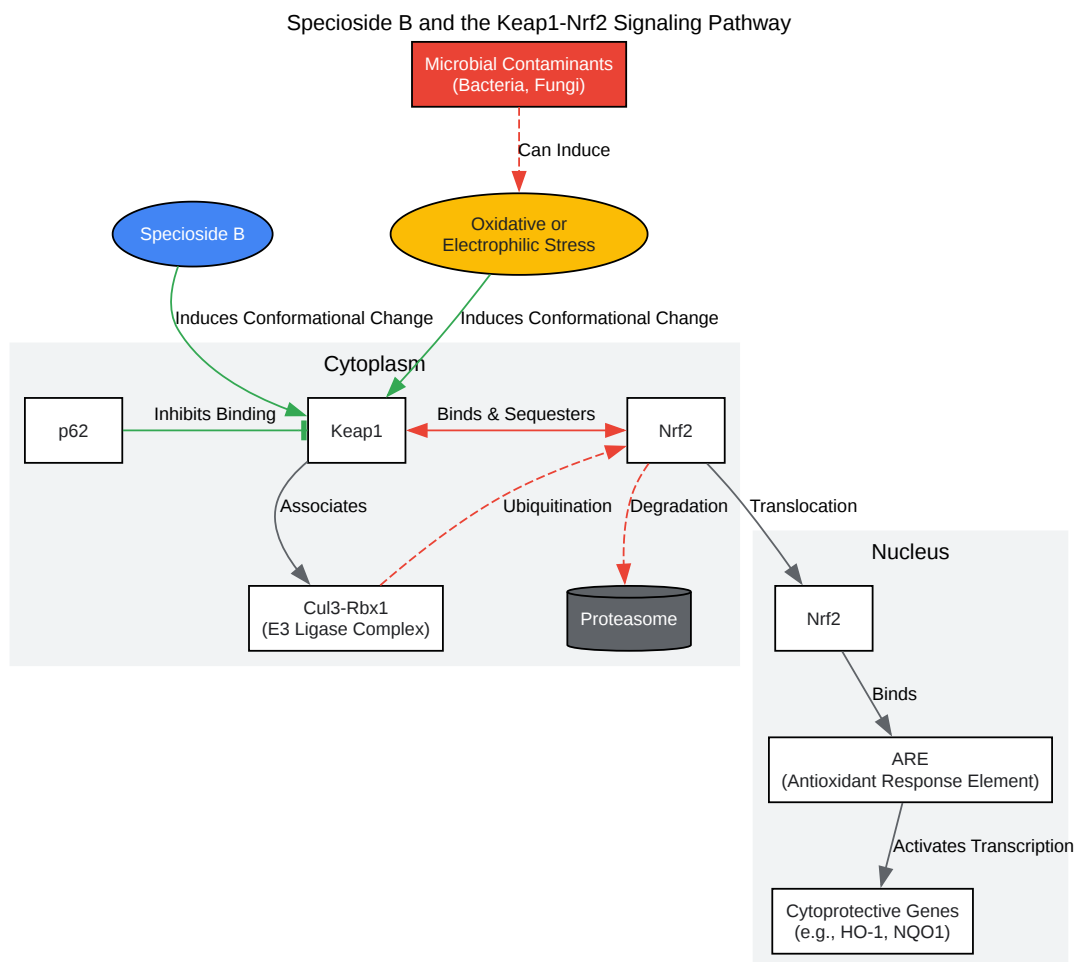 Specioside B and the Keap1-Nrf2 Signaling Pathway
Microbial Contaminants
(Bacteria, Fungi)
Can Induce
Specioside B
Oxidative or
Electrophilic Stress
Induces Conformational Change
Induces Conformational Change
Cytoplasm
p62
Inhibits Binding
Keap1
Binds & Sequesters
Nrf2
Associates
Ubiquitination
Degradation
Translocation
Nucleus
Cul3-Rbx1
(E3 Ligase Complex)
Proteasome
Nrf2
Binds
ARE
(Antioxidant Response Element)
Activates Transcription
Cytoprotective Genes
(e.g., HO-1, NQO1)